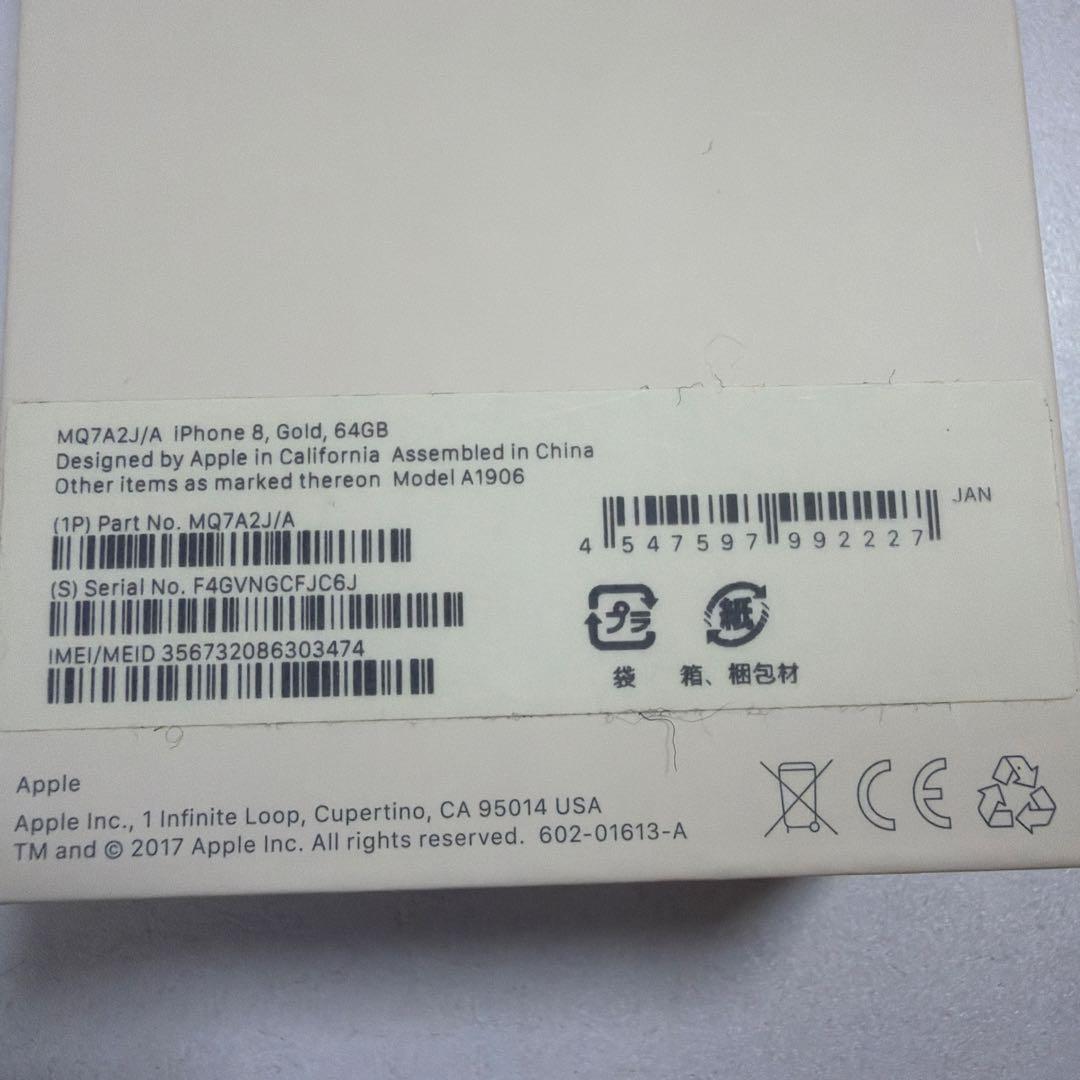 MQ7A2J/A iPhone 8, Gold, 64GB
Designed by Apple in California Assembled in China
Other items as marked thereon Model A1906
(1P) Part No. MQ7A2J/A
(S) Serial No. F4GVNGCFJC6J
IMEI/MEID 356732086303474
JAN
4 547597 992227
プラ
紙
袋
箱、梱包材
Apple
Apple Inc., 1 Infinite Loop, Cupertino, CA 95014 USA
TM and © 2017 Apple Inc. All rights reserved. 602-01613-A
CE